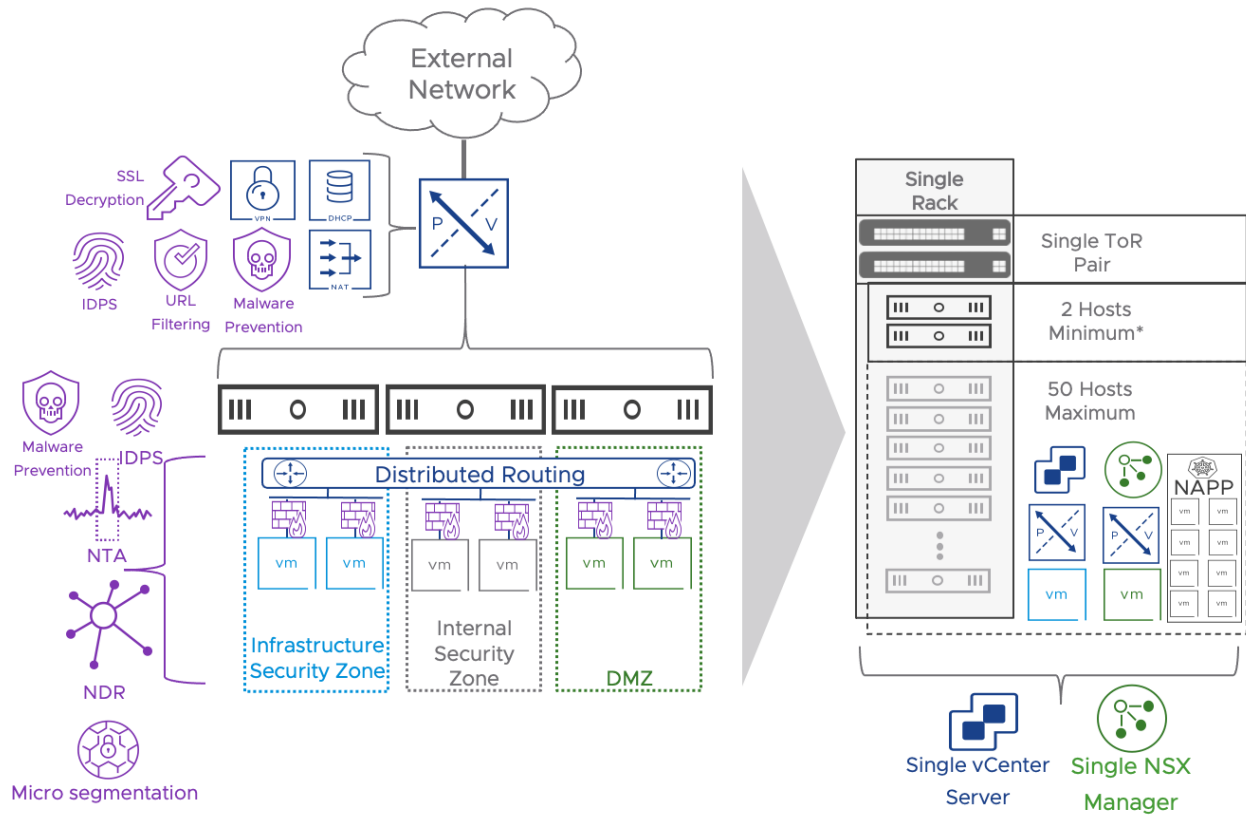 External
Network
SSL
Decryption
VPN
DHCP
P
V
IDPS
URL
Filtering
Malware
Prevention
NAT
Malware
Prevention
IDPS
NTA
NDR
Micro segmentation
Distributed Routing
vm
vm
vm
vm
vm
vm
Infrastructure
Security Zone
Internal
Security
Zone
DMZ
Single
Rack
Single ToR
Pair
2 Hosts
Minimum*
50 Hosts
Maximum
NAPP
P
V
P
V
vm
vm
vm
vm
vm
vm
vm
vm
vm
vm
Single vCenter
Server
Single NSX
Manager